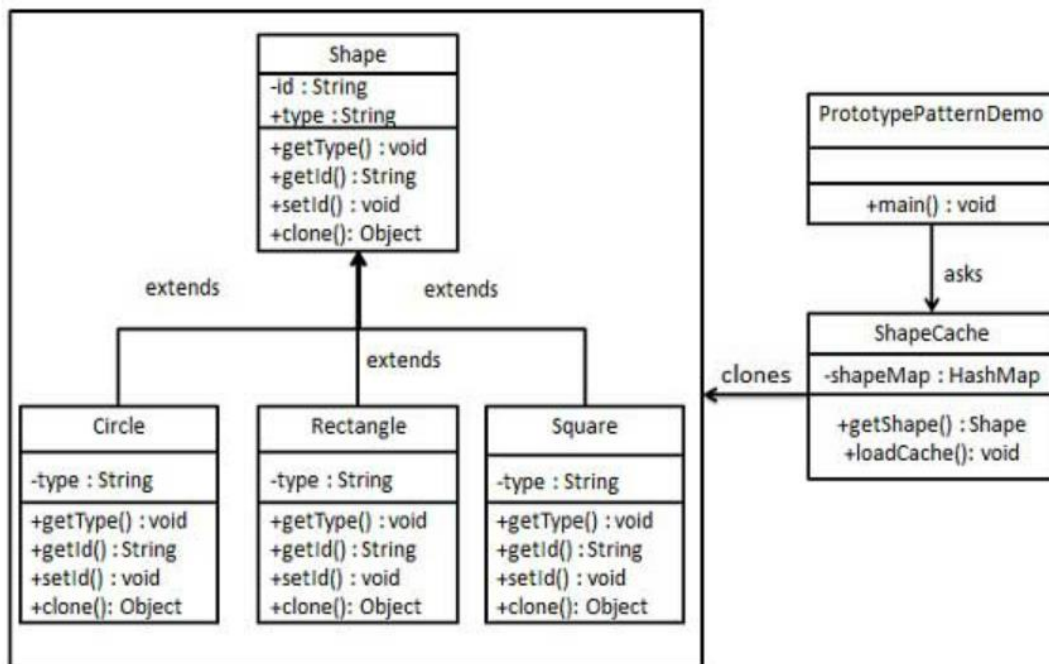 Shape
-id : String
+type : String
+getType() : void
+getId() : String
+setId() : void
+clone(): Object
PrototypePatternDemo
+main() : void
asks
ShapeCache
-shapeMap : HashMap
+getShape() : Shape
+loadCache(): void
clones
extends
extends
extends
Circle
-type : String
+getType() : void
+getId() : String
+setId() : void
+clone(): Object
Rectangle
-type : String
+getType() : void
+getId() : String
+setId() : void
+clone(): Object
Square
-type : String
+getType() : void
+getId() : String
+setId() : void
+clone(): Object